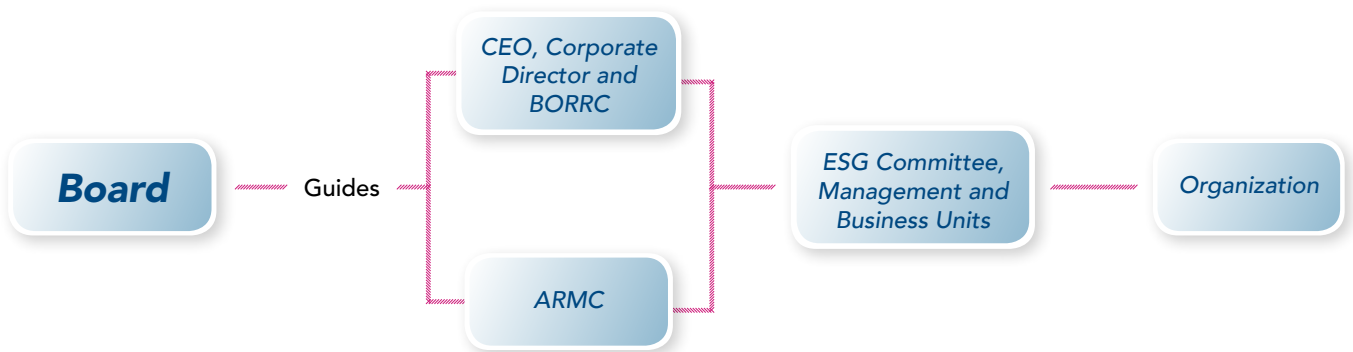 Board
Guides
CEO, Corporate
Director and
BORRC
ARMC
ESG Committee,
Management and
Business Units
Organization